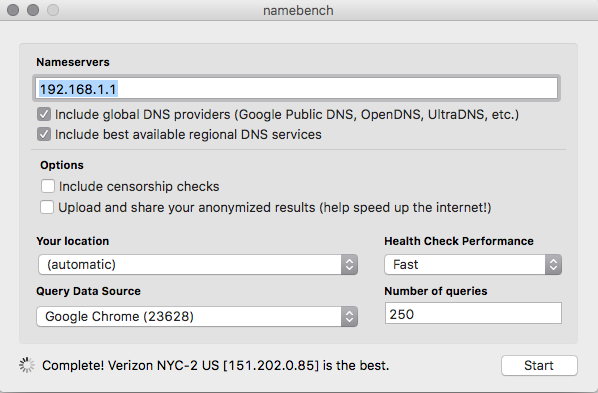 namebench
Nameservers
192.168.1.1
Include global DNS providers (Google Public DNS, OpenDNS, UltraDNS, etc.)
Include best available regional DNS services
Options
Include censorship checks
Upload and share your anonymized results (help speed up the internet!)
Your location
Health Check Performance
(automatic)
Fast
Query Data Source
Number of queries
Google Chrome (23628)
250
Complete! Verizon NYC-2 US [151.202.0.85] is the best.
Start